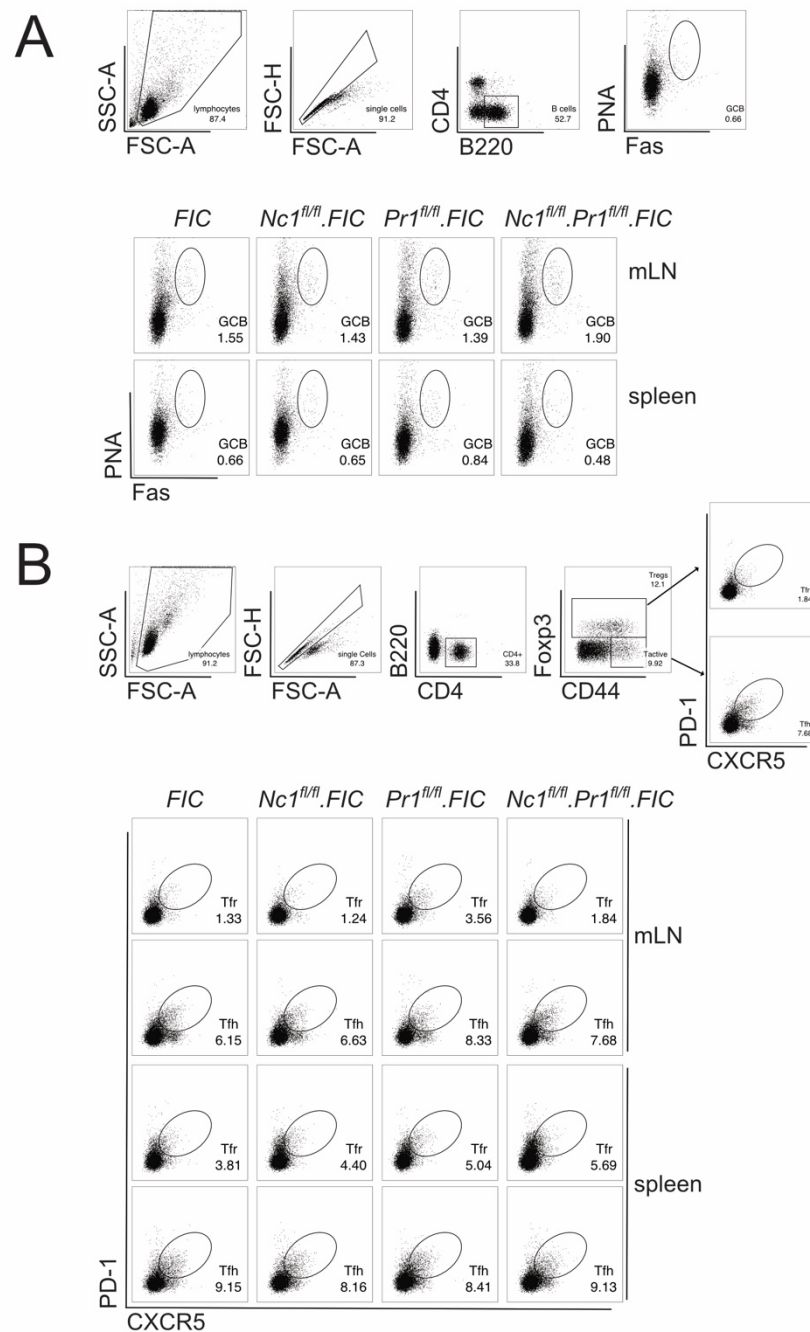 A
SSC-A
lymphocytes
87.4
FSC-A
FSC-H
single cells
91.2
FSC-A
CD4
B cells
52.7
B220
PNA
GCB
0.66
Fas
FIC
Nc1fl/fl.FIC
Pr1fl/fl.FIC
Nc1fl/fl.Pr1fl/fl.FIC
mLN
GCB
1.55
GCB
1.43
GCB
1.39
GCB
1.90
spleen
GCB
0.66
GCB
0.65
GCB
0.84
GCB
0.48
PNA
Fas
B
SSC-A
lymphocytes
91.2
FSC-A
FSC-H
single Cells
87.3
FSC-A
B220
CD4+
33.8
CD4
Foxp3
Tregs
12.1
Tactive
9.92
CD44
Tfr
1.84
Tfh
7.68
PD-1
CXCR5
FIC
Nc1fl/fl.FIC
Pr1fl/fl.FIC
Nc1fl/fl.Pr1fl/fl.FIC
Tfr
1.33
Tfr
1.24
Tfr
3.56
Tfr
1.84
mLN
Tfh
6.15
Tfh
6.63
Tfh
8.33
Tfh
7.68
Tfr
3.81
Tfr
4.40
Tfr
5.04
Tfr
5.69
spleen
Tfh
9.15
Tfh
8.16
Tfh
8.41
Tfh
9.13
PD-1
CXCR5